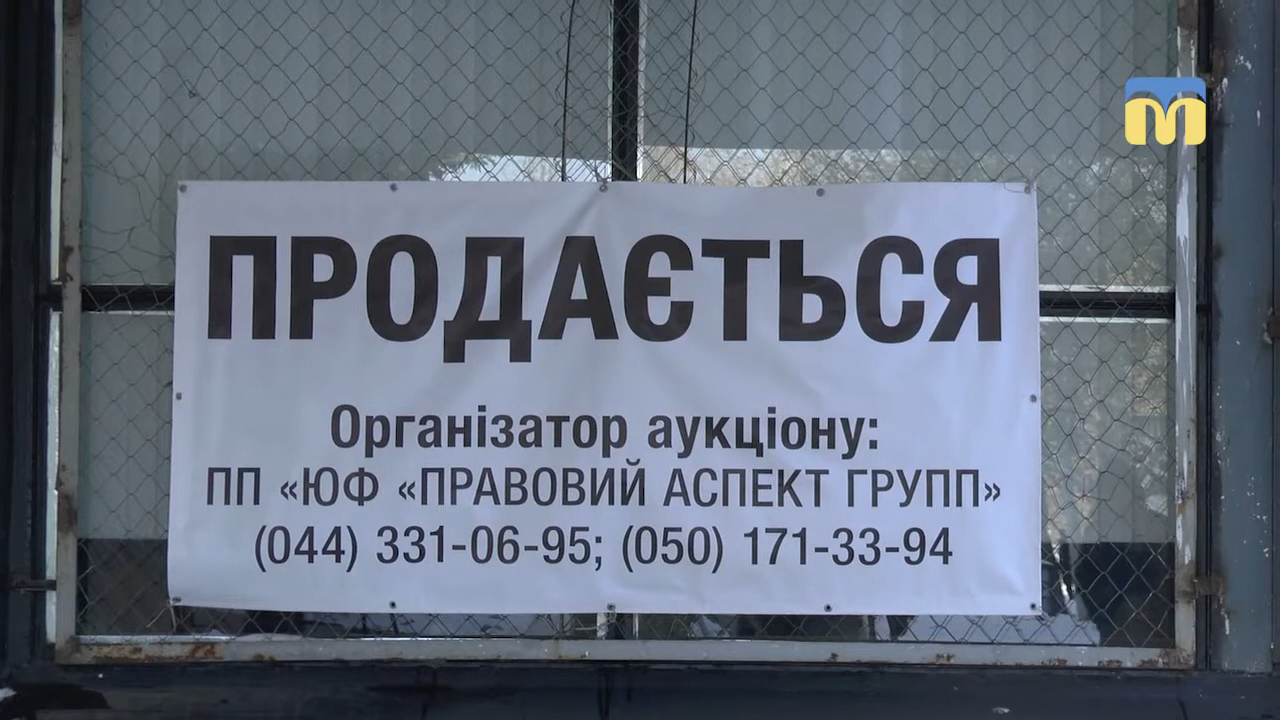 ПРОДАЄТЬСЯ
Організатор аукціону:
ПП «ЮФ «ПРАВОВИЙ АСПЕКТ ГРУПП»
(044) 331-06-95; (050) 171-33-94